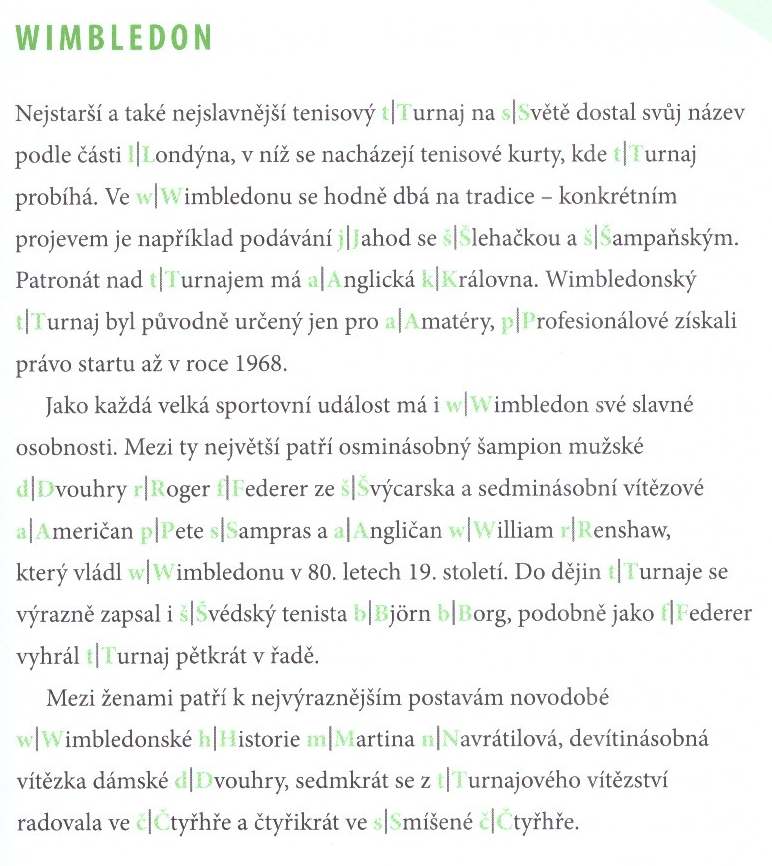 WIMBLEDON
Nejstarší a také nejslavnější tenisový t|Turnaj na s|Světě dostal svůj název
podle části l|Londýna, v níž se nacházejí tenisové kurty, kde t|Turnaj
probíhá. Ve w|Wimbledonu se hodně dbá na tradice – konkrétním
projevem je například podávání j|Jahod se š|Šlehačkou a š|Šampaňským.
Patronát nad t|Turnajem má a|Anglická k|Královna. Wimbledonský
t|Turnaj byl původně určený jen pro a|Amatéry, p|Profesionálové získali
právo startu až v roce 1968.
Jako každá velká sportovní událost má i w|Wimbledon své slavné
osobnosti. Mezi ty největší patří osminásobný šampion mužské
d|Dvouhry r|Roger f|Federer ze š|Švýcarska a sedminásobní vítězové
a|Američan p|Pete s|Sampras a a|Angličan w|William r|Renshaw,
který vládl w|Wimbledonu v 80. letech 19. století. Do dějin t|Turnaje se
výrazně zapsal i š|Švédský tenista b|Björn b|Borg, podobně jako f|Federer
vyhrál t|Turnaj pětkrát v řadě.
Mezi ženami patří k nejvýraznějším postavám novodobé
w|Wimbledonské h|Historie m|Martina n|Navrátilová, devítinásobná
vítězka dámské d|Dvouhry, sedmkrát se z t|Turnajového vítězství
radovala ve č|Čtyřhře a čtyřikrát ve s|Smíšené č|Čtyřhře.